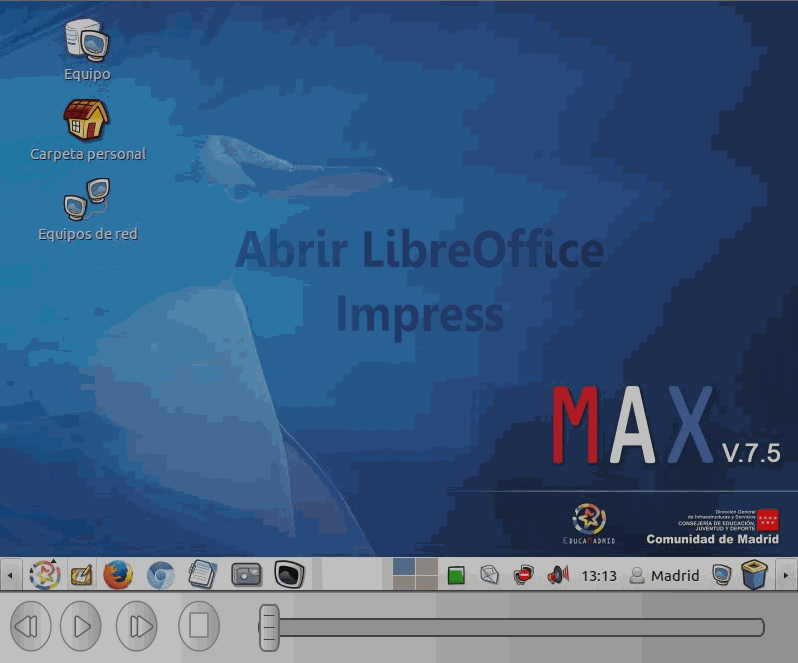 Equipo
Carpeta personal
Equipos de red
Abrir LibreOffice
Impress
MAX V.7.5
EDUCAMADRID
Dirección General
de Infraestructuras y Servicios
CONSEJERÍA DE EDUCACIÓN,
JUVENTUD Y DEPORTE
Comunidad de Madrid
13:13 Madrid